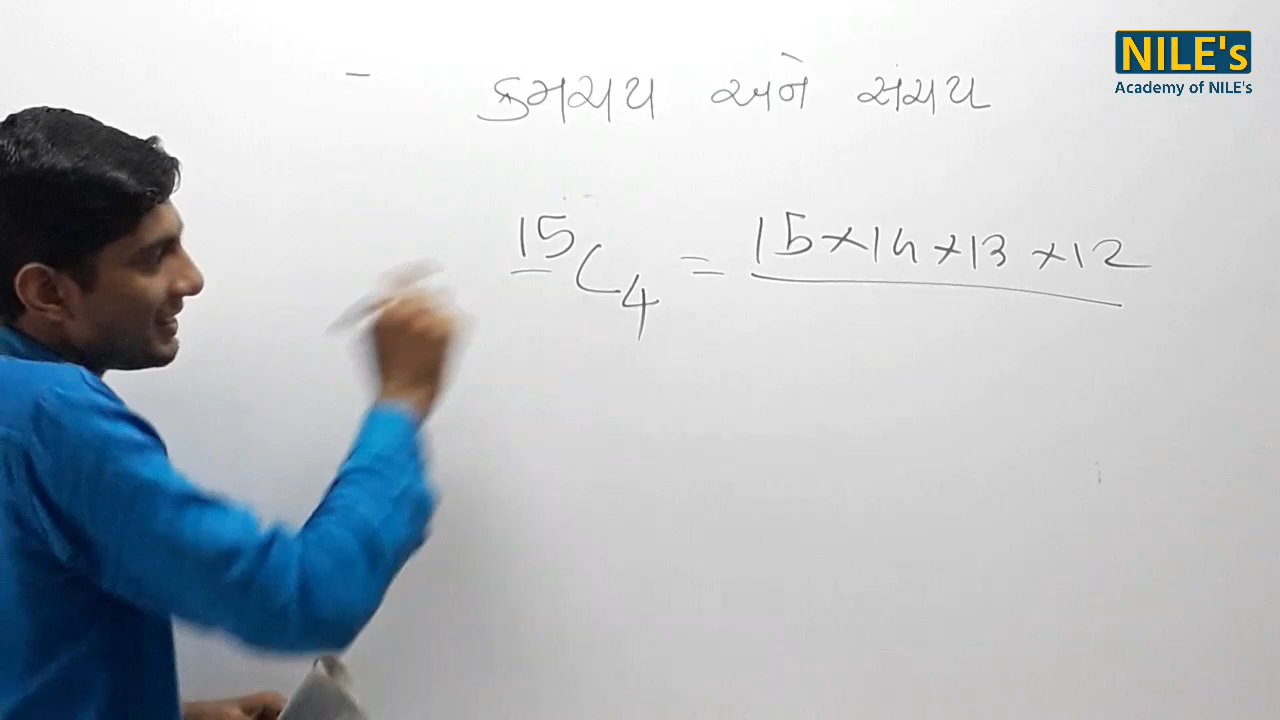 NILE's
Academy of NILE's
ક્રમચય અને સંચય
15C4 = 15×14×13×12